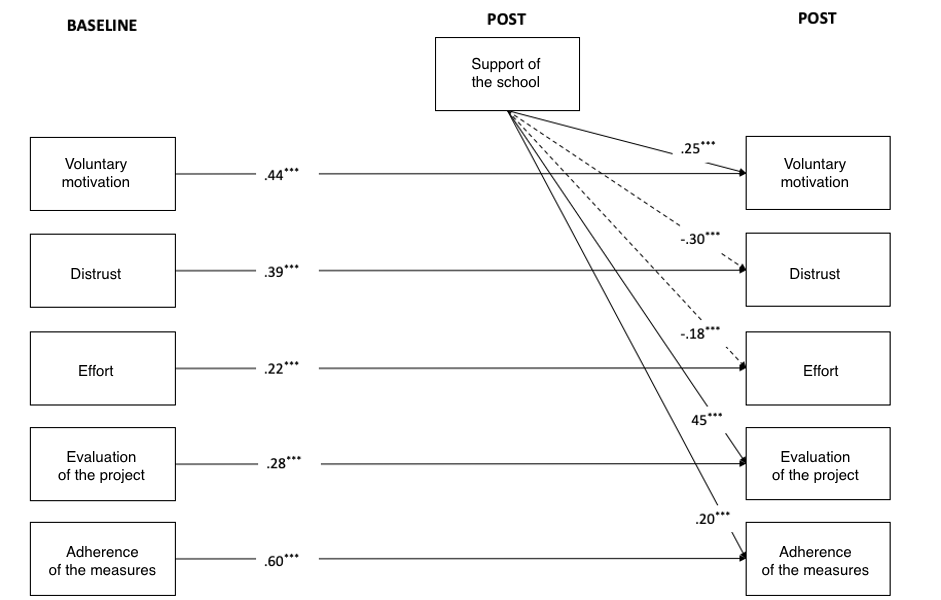 BASELINE
POST
POST
Support of
the school
Voluntary
motivation
.44***
.25***
Voluntary
motivation
Distrust
.39***
-.30***
Distrust
Effort
.22***
-.18***
Effort
Evaluation
of the project
.28***
45***
Evaluation
of the project
Adherence
of the measures
.60***
.20***
Adherence
of the measures